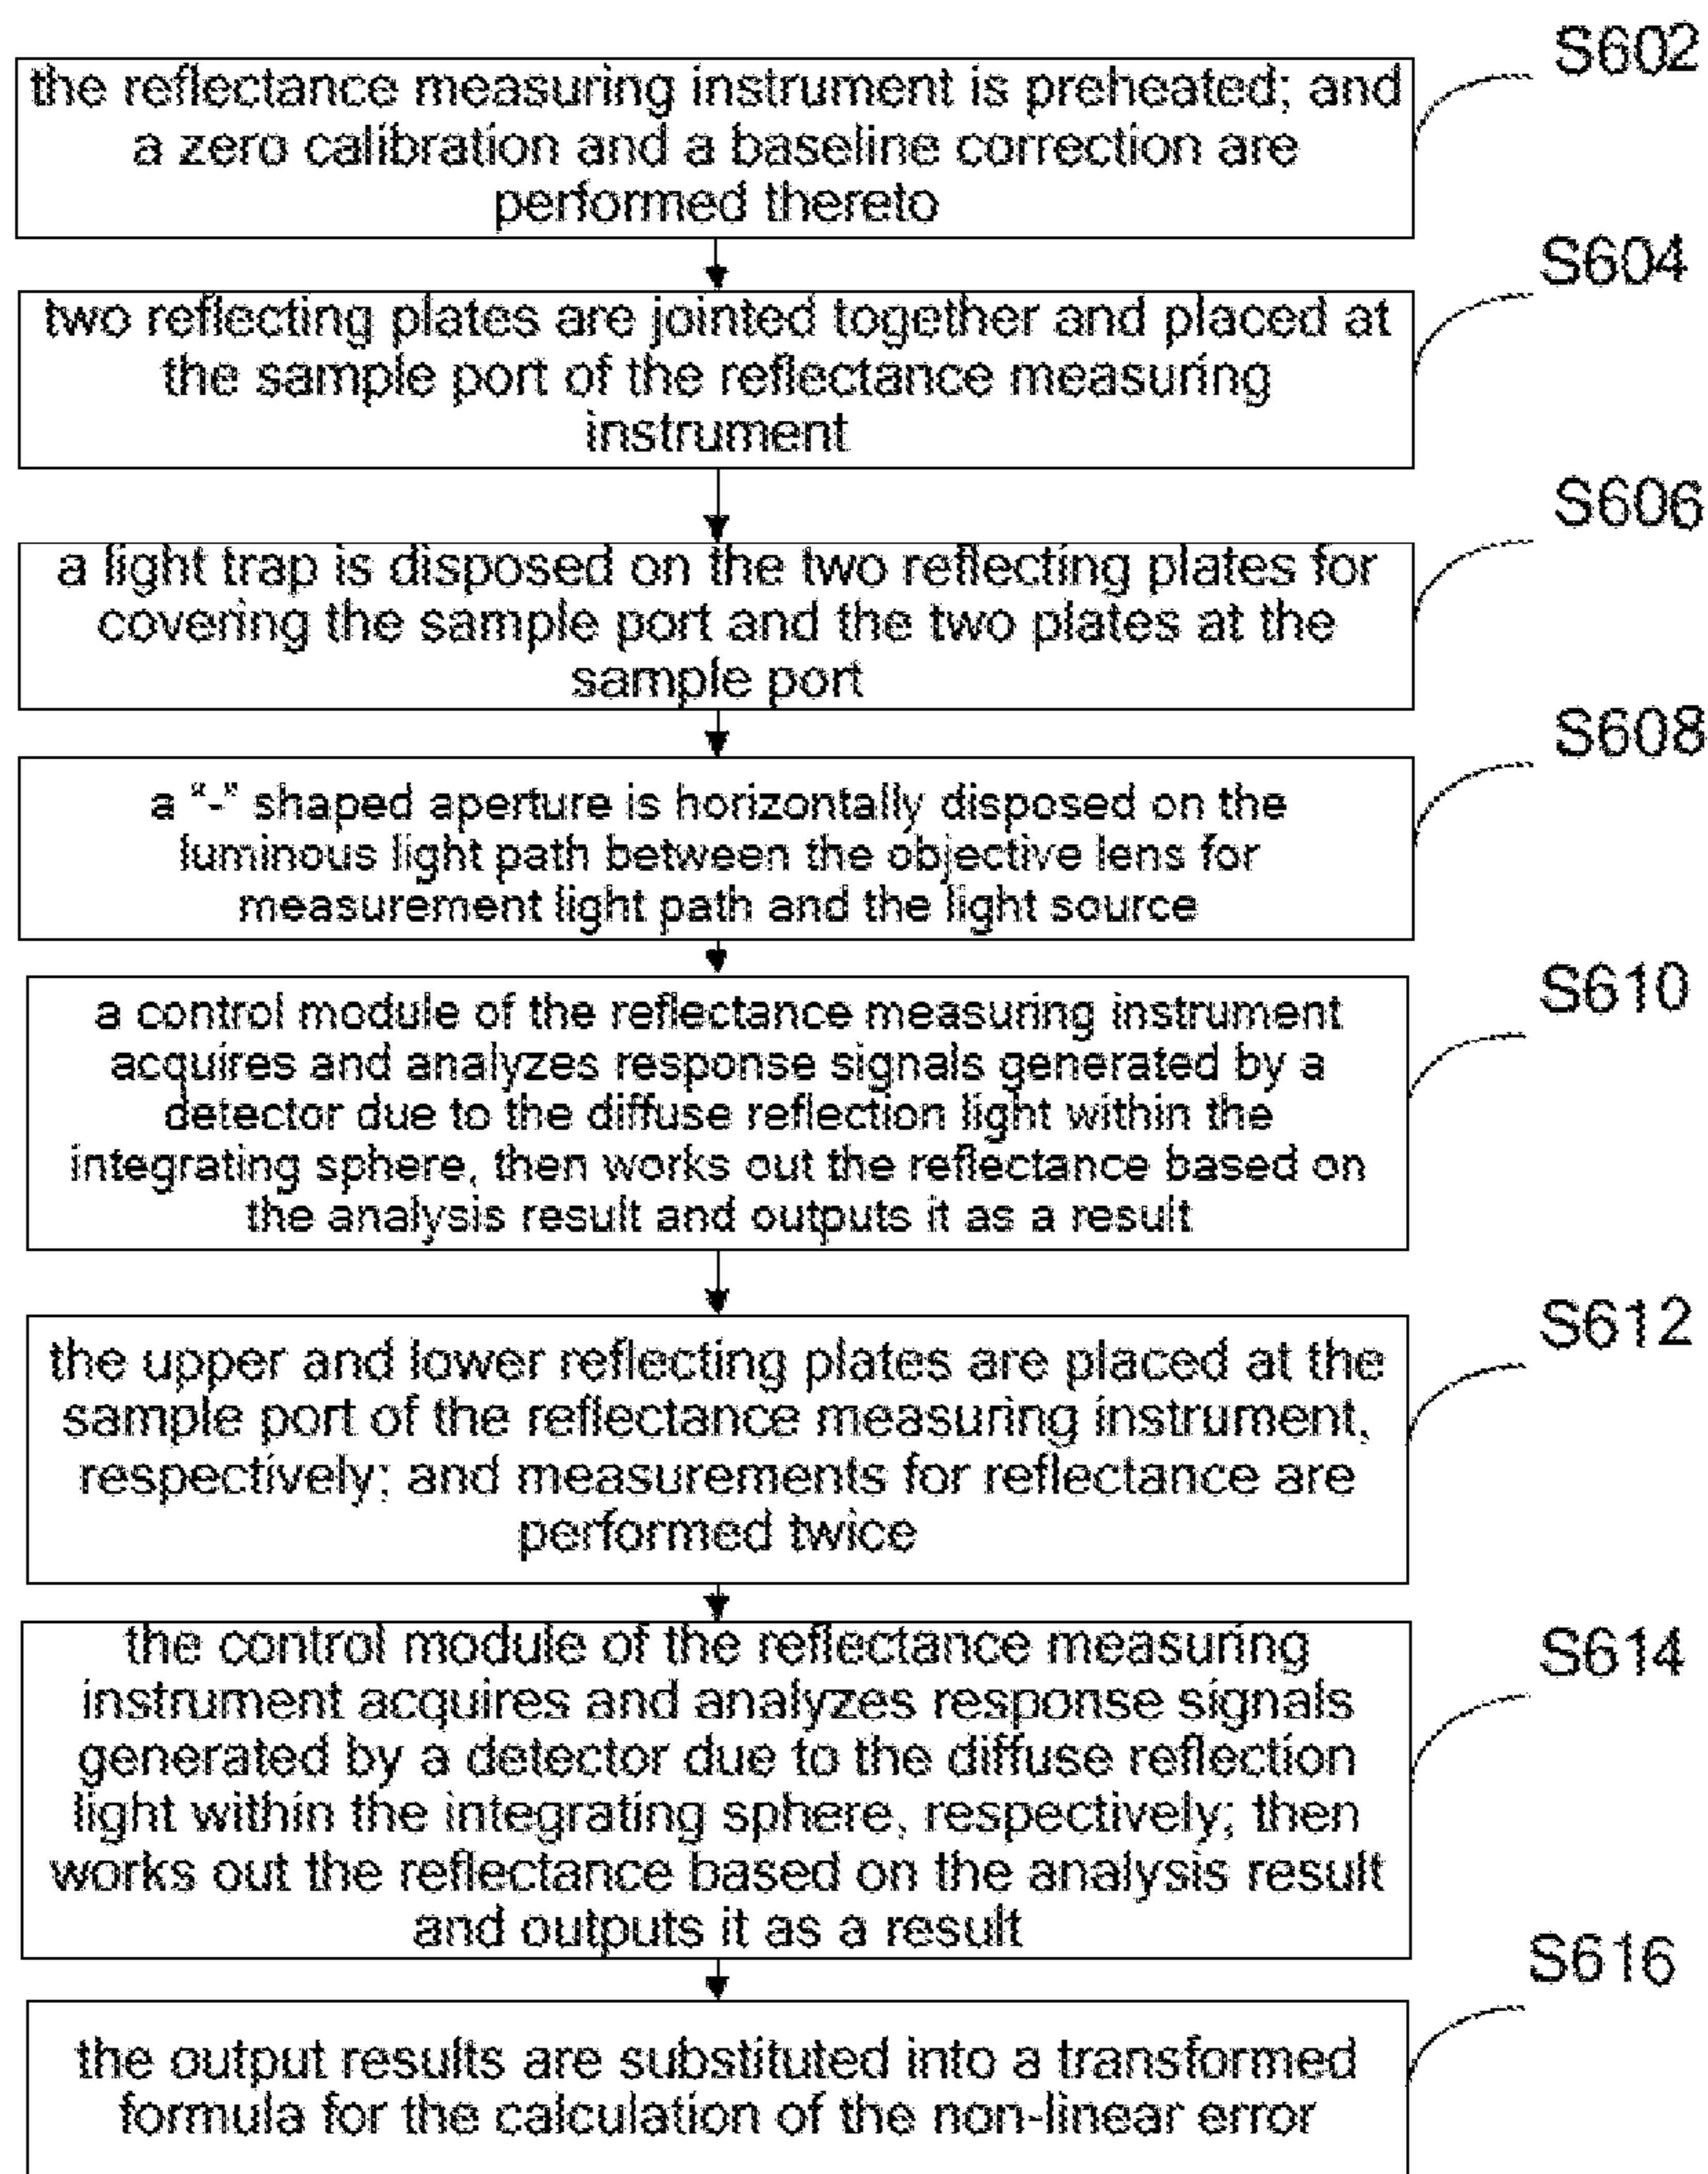 S602
the reflectance measuring instrument is preheated; and
a zero calibration and a baseline correction are
performed thereto
S604
two reflecting plates are jointed together and placed at
the sample port of the reflectance measuring
instrument
S606
a light trap is disposed on the two reflecting plates for
covering the sample port and the two plates at the
sample port
S608
a “-” shaped aperture is horizontally disposed on the
luminous light path between the objective lens for
measurement light path and the light source
S610
a control module of the reflectance measuring instrument
acquires and analyzes response signals generated by a
detector due to the diffuse reflection light within the
integrating sphere, then works out the reflectance based on
the analysis result and outputs it as a result
S612
the upper and lower reflecting plates are placed at the
sample port of the reflectance measuring instrument,
respectively; and measurements for reflectance are
performed twice
S614
the control module of the reflectance measuring
instrument acquires and analyzes response signals
generated by a detector due to the diffuse reflection
light within the integrating sphere, respectively; then
works out the reflectance based on the analysis result
and outputs it as a result
S616
the output results are substituted into a transformed
formula for the calculation of the non-linear error